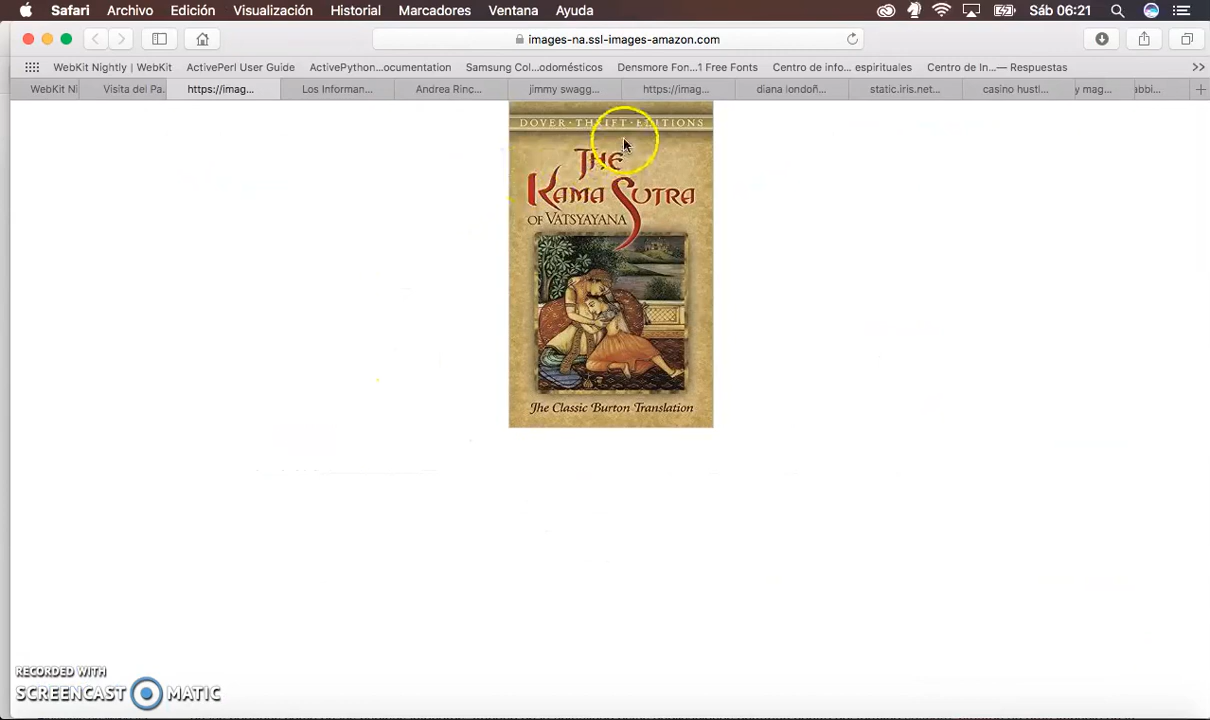 Safari Archivo Edición Visualización Historial Marcadores Ventana Ayuda Sáb 06:21
images-na.ssl-images-amazon.com
WebKit Nightly | WebKit ActivePerl User Guide ActivePython...ocumentation Samsung Col...odomésticos Densmore Fon...1 Free Fonts Centro de info... espirituales Centro de In...— Respuestas
WebKit Ni Visita del Pa. https://imag... Los Informan... Andrea Rinc... jimmy swagg... https://imag... diana londoñ... static.iris.net... casino hustl... y mag... abbi...
DOVER · THRIFT · EDITIONS
THE
KAMA SUTRA
OF VATSYAYANA
The Classic Burton Translation
RECORDED WITH
SCREENCAST MATIC